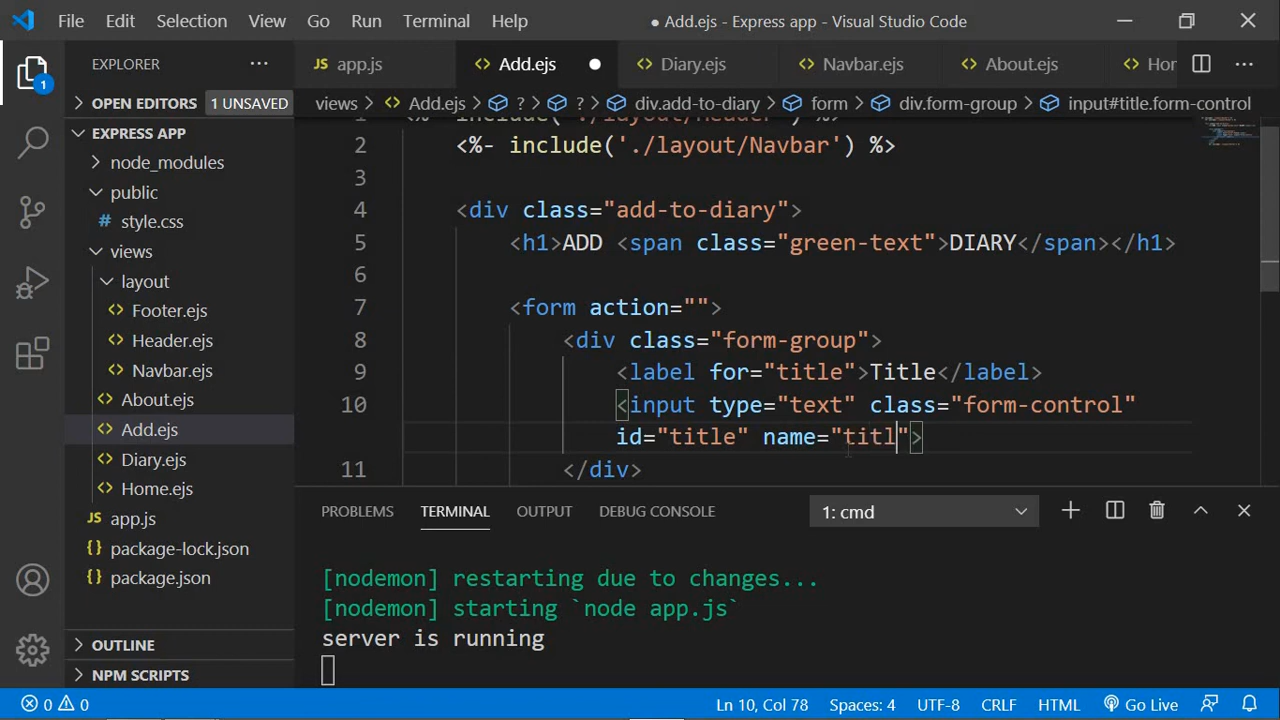 File Edit Selection View Go Run Terminal Help ● Add.ejs - Express app - Visual Studio Code
EXPLORER ...
JS app.js <> Add.ejs ● <> Diary.ejs <> Navbar.ejs <> About.ejs <> Hor ...
OPEN EDITORS 1 UNSAVED
views > <> Add.ejs > ? > ? > div.add-to-diary > form > div.form-group > input#title.form-control
EXPRESS APP
node_modules
public
# style.css
views
layout
<> Footer.ejs
<> Header.ejs
<> Navbar.ejs
<> About.ejs
<> Add.ejs
<> Diary.ejs
<> Home.ejs
JS app.js
{} package-lock.json
{} package.json
OUTLINE
NPM SCRIPTS
1
1 <%- include('./layout/Header') %>
2 <%- include('./layout/Navbar') %>
3
4 <div class="add-to-diary">
5 <h1>ADD <span class="green-text">DIARY</span></h1>
6
7 <form action="">
8 <div class="form-group">
9 <label for="title">Title</label>
10 <input type="text" class="form-control"
id="title" name="titl">
11 </div>
PROBLEMS TERMINAL OUTPUT DEBUG CONSOLE 1: cmd
[nodemon] restarting due to changes...
[nodemon] starting `node app.js`
server is running
0 0 Ln 10, Col 78 Spaces: 4 UTF-8 CRLF HTML Go Live